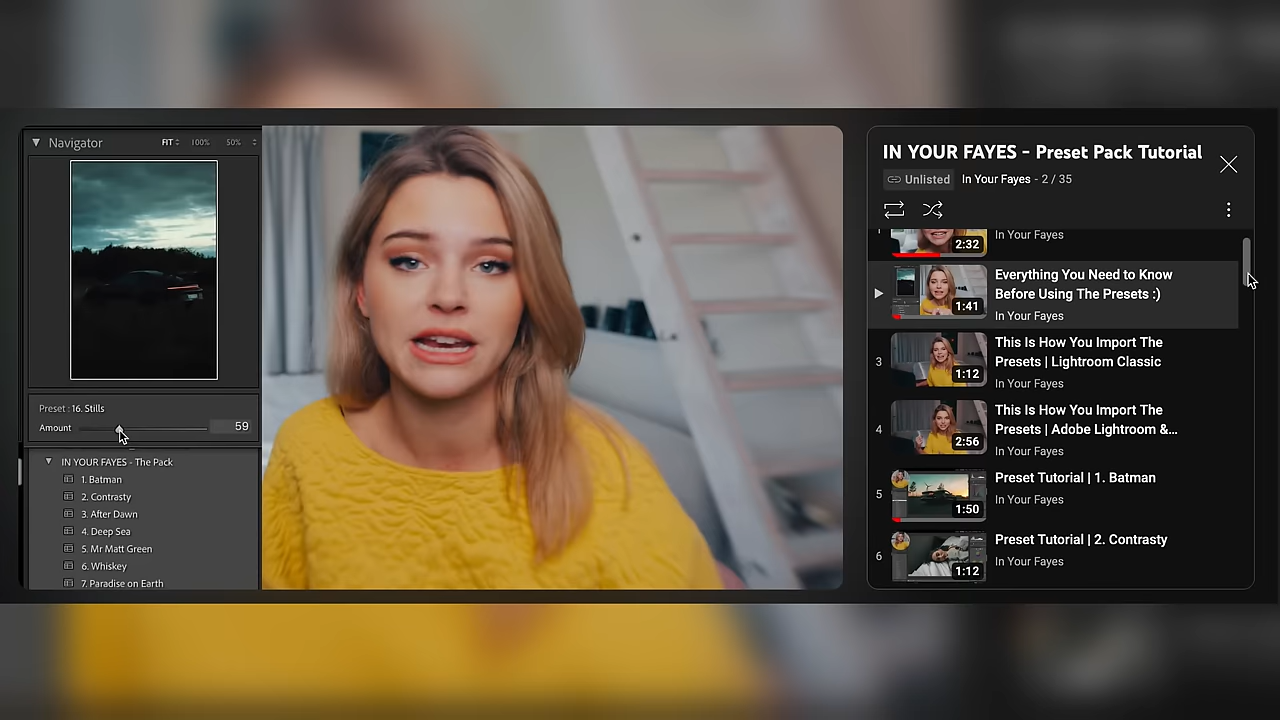 Navigator
FIT
100%
50%
Preset : 16. Stills
Amount
59
IN YOUR FAYES - The Pack
1. Batman
2. Contrasty
3. After Dawn
4. Deep Sea
5. Mr Matt Green
6. Whiskey
7. Paradise on Earth
IN YOUR FAYES - Preset Pack Tutorial
Unlisted
In Your Fayes - 2 / 35
2:32
In Your Fayes
1:41
Everything You Need to Know
Before Using The Presets :)
In Your Fayes
3
1:12
This Is How You Import The
Presets | Lightroom Classic
In Your Fayes
4
2:56
This Is How You Import The
Presets | Adobe Lightroom &...
In Your Fayes
5
1:50
Preset Tutorial | 1. Batman
In Your Fayes
6
1:12
Preset Tutorial | 2. Contrasty
In Your Fayes